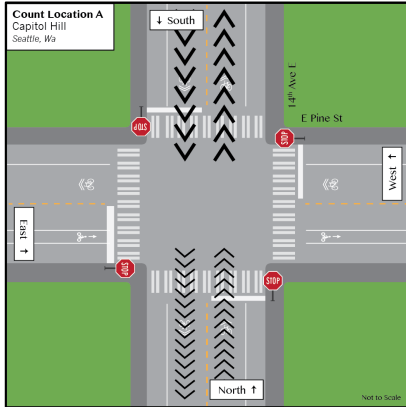 Count Location A
Capitol Hill
Seattle, Wa
↓ South
14th Ave E
E Pine St
STOP
STOP
West ↑
East ↑
STOP
STOP
North ↑
Not to Scale